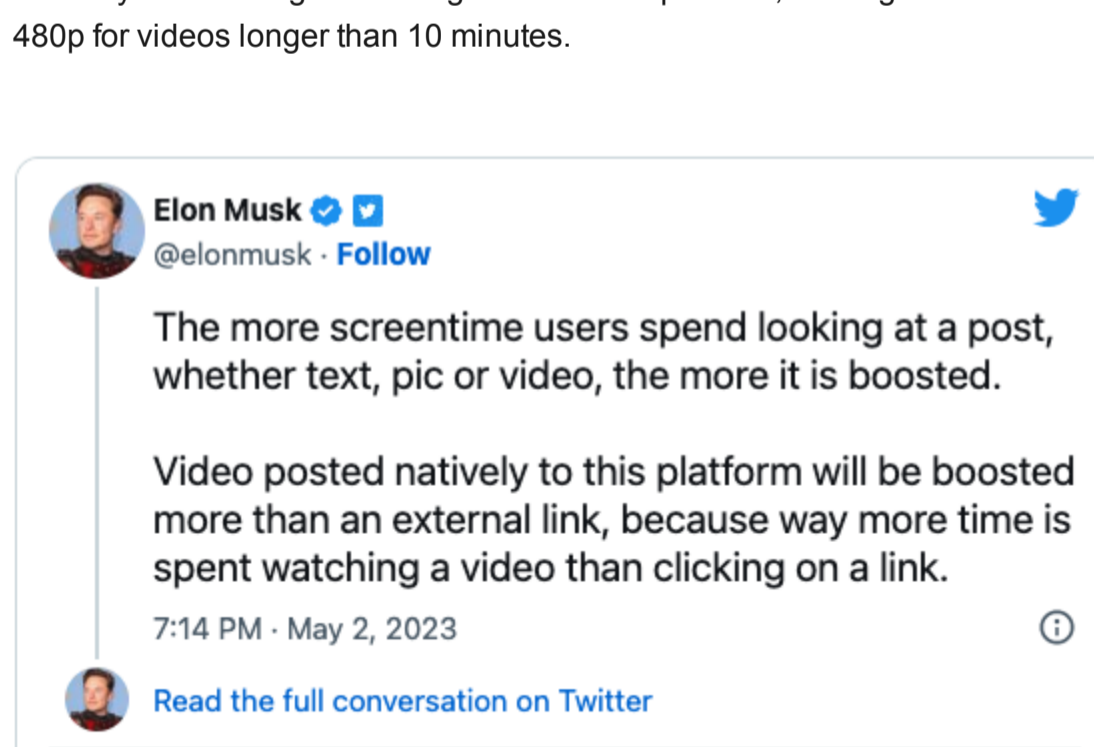 480p for videos longer than 10 minutes.
Elon Musk
@elonmusk · Follow
The more screentime users spend looking at a post,
whether text, pic or video, the more it is boosted.
Video posted natively to this platform will be boosted
more than an external link, because way more time is
spent watching a video than clicking on a link.
7:14 PM · May 2, 2023
Read the full conversation on Twitter